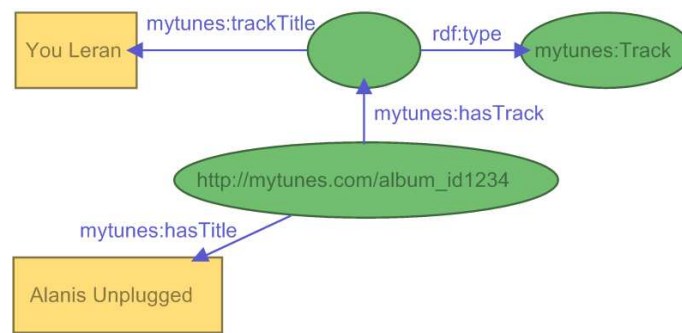 mytunes:trackTitle
You Leran
rdf:type
mytunes:Track
mytunes:hasTrack
http://mytunes.com/album_id1234
mytunes:hasTitle
Alanis Unplugged